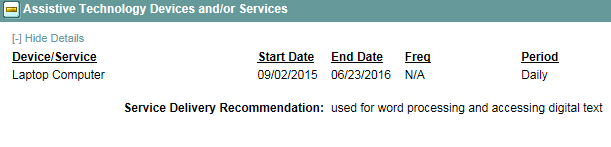 Assistive Technology Devices and/or Services
[-] Hide Details
Device/Service Start Date End Date Freq Period
Laptop Computer 09/02/2015 06/23/2016 N/A Daily
Service Delivery Recommendation: used for word processing and accessing digital text